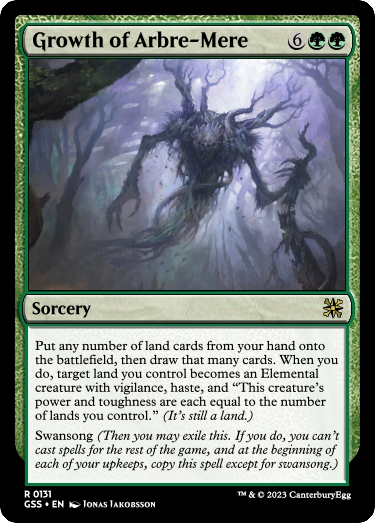 Growth of Arbre-Mere 6
Sorcery
Put any number of land cards from your hand onto
the battlefield, then draw that many cards. When you
do, target land you control becomes an Elemental
creature with vigilance, haste, and “This creature’s
power and toughness are each equal to the number
of lands you control.” (It’s still a land.)
Swansong (Then you may exile this. If you do, you can’t
cast spells for the rest of the game, and at the beginning
of each of your upkeeps, copy this spell except for swansong.)
R 0131
GSS • EN Jonas Jakobsson
™ & © 2023 CanterburyEgg